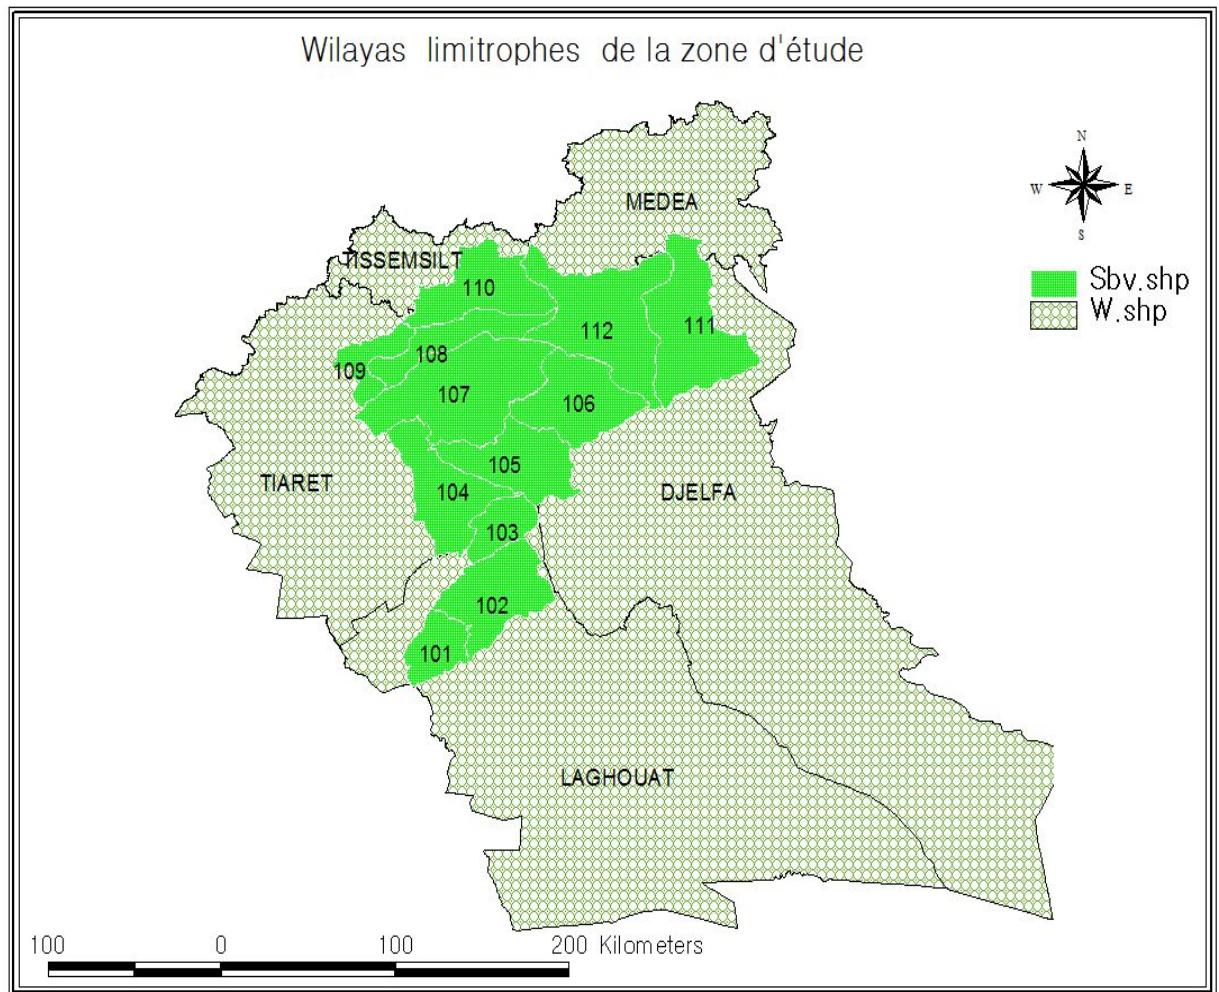 Wilayas limitrophes de la zone d'étude
N
W
E
S
MEDEA
TISSEMSILT
110
Sbv.shp
W.shp
112
111
108
109
107
106
105
TIARET
104
DJELFA
103
102
101
LAGHOUAT
100 0 100 200 Kilometers